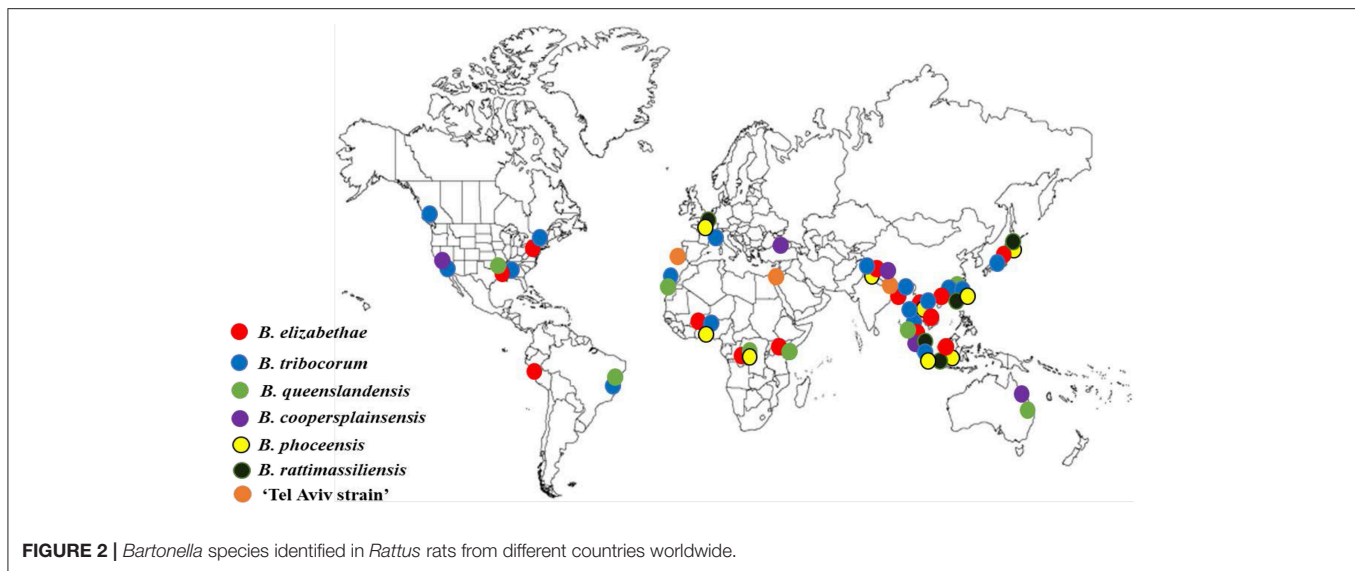 B. elizabethae
B. tribocorum
B. queenslandensis
B. coopersplainsensis
B. phoceensis
B. rattimassiliensis
'Tel Aviv strain'
FIGURE 2 | Bartonella species identified in Rattus rats from different countries worldwide.